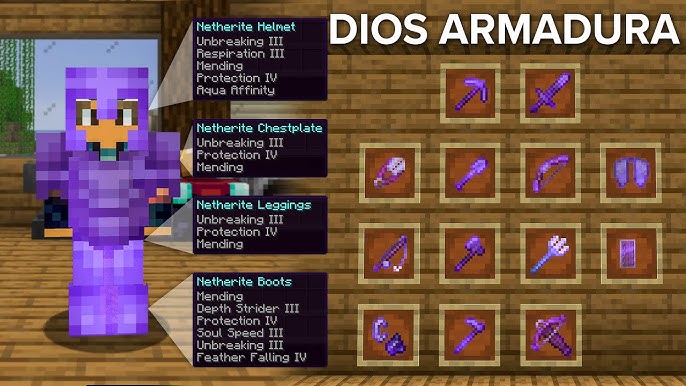 DIOS ARMADURA
Netherite Helmet
Unbreaking III
Respiration III
Mending
Protection IV
Aqua Affinity
Netherite Chestplate
Unbreaking III
Protection IV
Mending
Netherite Leggings
Unbreaking III
Protection IV
Mending
Netherite Boots
Mending
Depth Strider III
Protection IV
Soul Speed III
Unbreaking III
Feather Falling IV